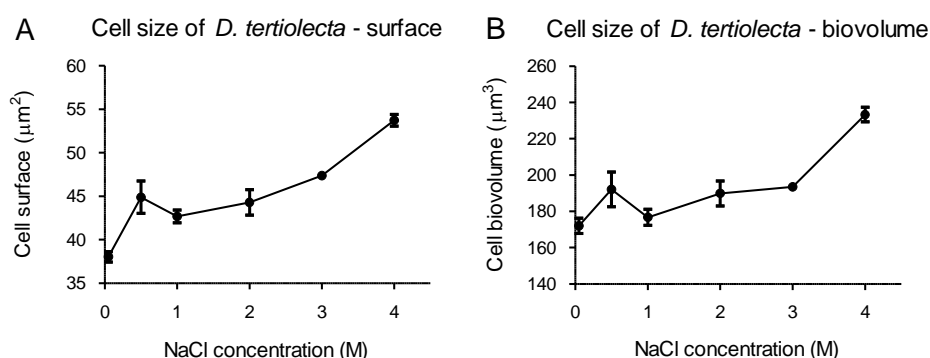 A Cell size of D. tertiolecta - surface
60
55
50
45
40
35
Cell surface (μm²)
0 1 2 3 4
NaCl concentration (M)
B Cell size of D. tertiolecta - biovolume
260
240
220
200
180
160
140
Cell biovolume (μm³)
0 1 2 3 4
NaCl concentration (M)